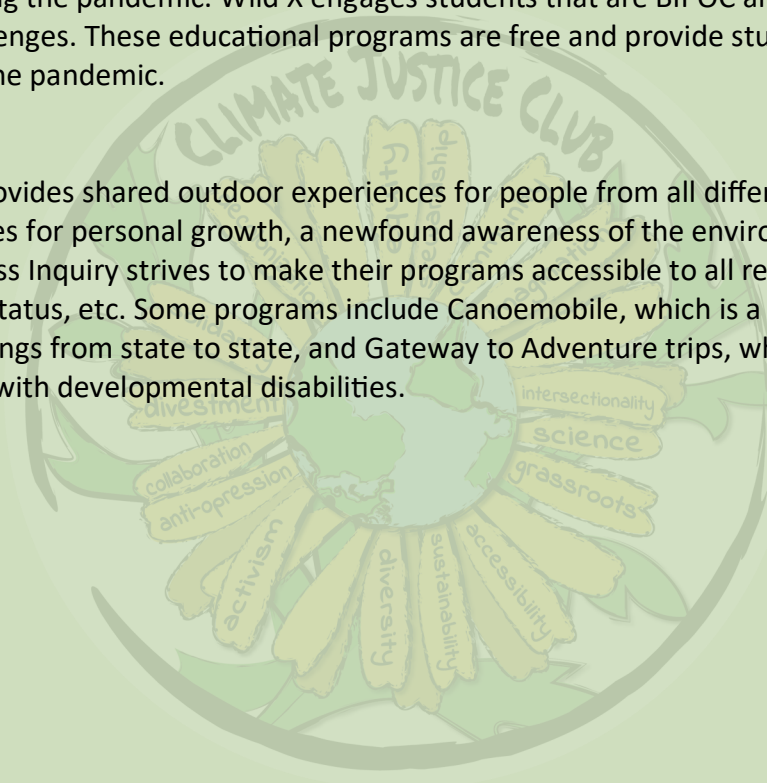 ng the pandemic. Wild X engages students that are BIPOC a
enges. These educational programs are free and provide stu
ne pandemic.
CLIMATE JUSTICE CLUB
ovides shared outdoor experiences for people from all diffe
es for personal growth, a newfound awareness of the enviro
ss Inquiry strives to make their programs accessible to all re
tatus, etc. Some programs include Canoemobile, which is a
ngs from state to state, and Gateway to Adventure trips, wh
with developmental disabilities.
divestment
intersectionality
science
collaboration
grassroots
anti-opression
activism
diversity
sustainability
accessibility